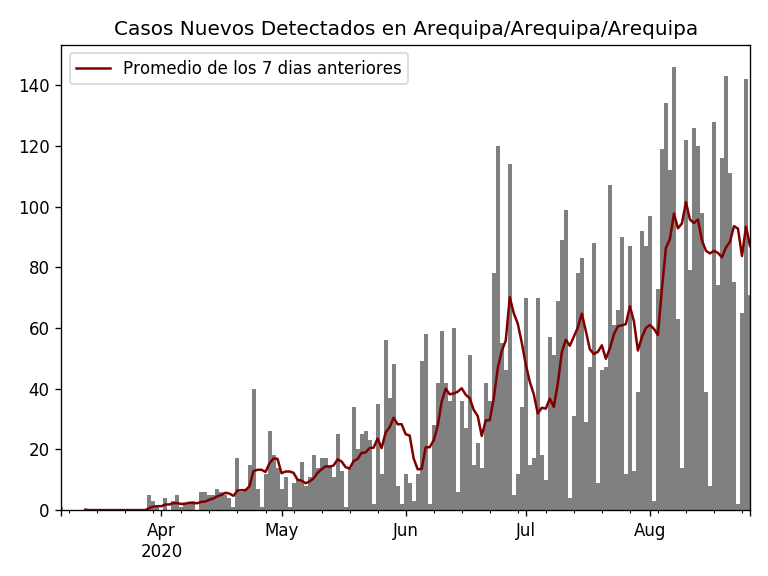 Casos Nuevos Detectados en Arequipa/Arequipa/Arequipa
Promedio de los 7 dias anteriores
140
120
100
80
60
40
20
0
Apr
2020
May
Jun
Jul
Aug